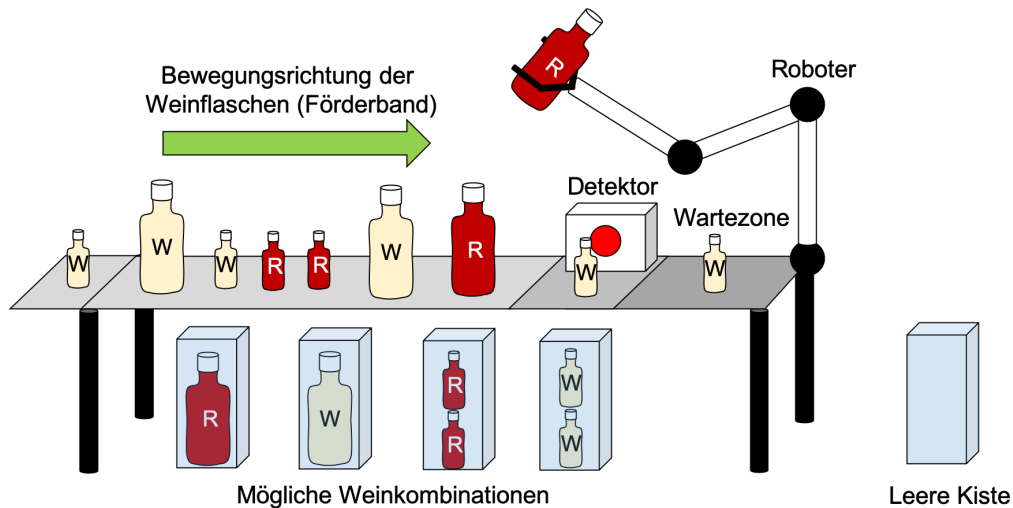 R
Roboter
Bewegungsrichtung der
Weinflaschen (Förderband)
Detektor
Wartezone
W
W
W
R
R
W
R
W
W
R
W
R
R
W
W
Mögliche Weinkombinationen
Leere Kiste